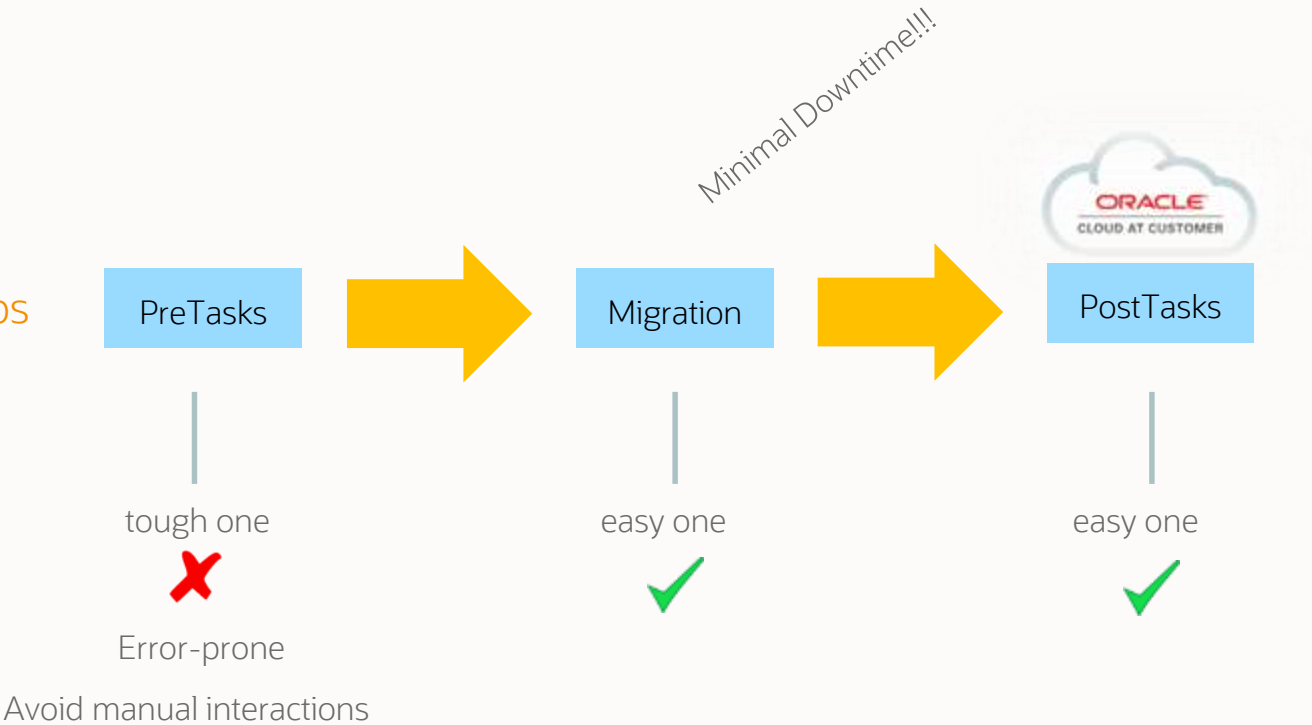 Minimal Downtime!!!
ORACLE
CLOUD AT CUSTOMER
PreTasks
Migration
PostTasks
tough one
easy one
easy one
Error-prone
Avoid manual interactions